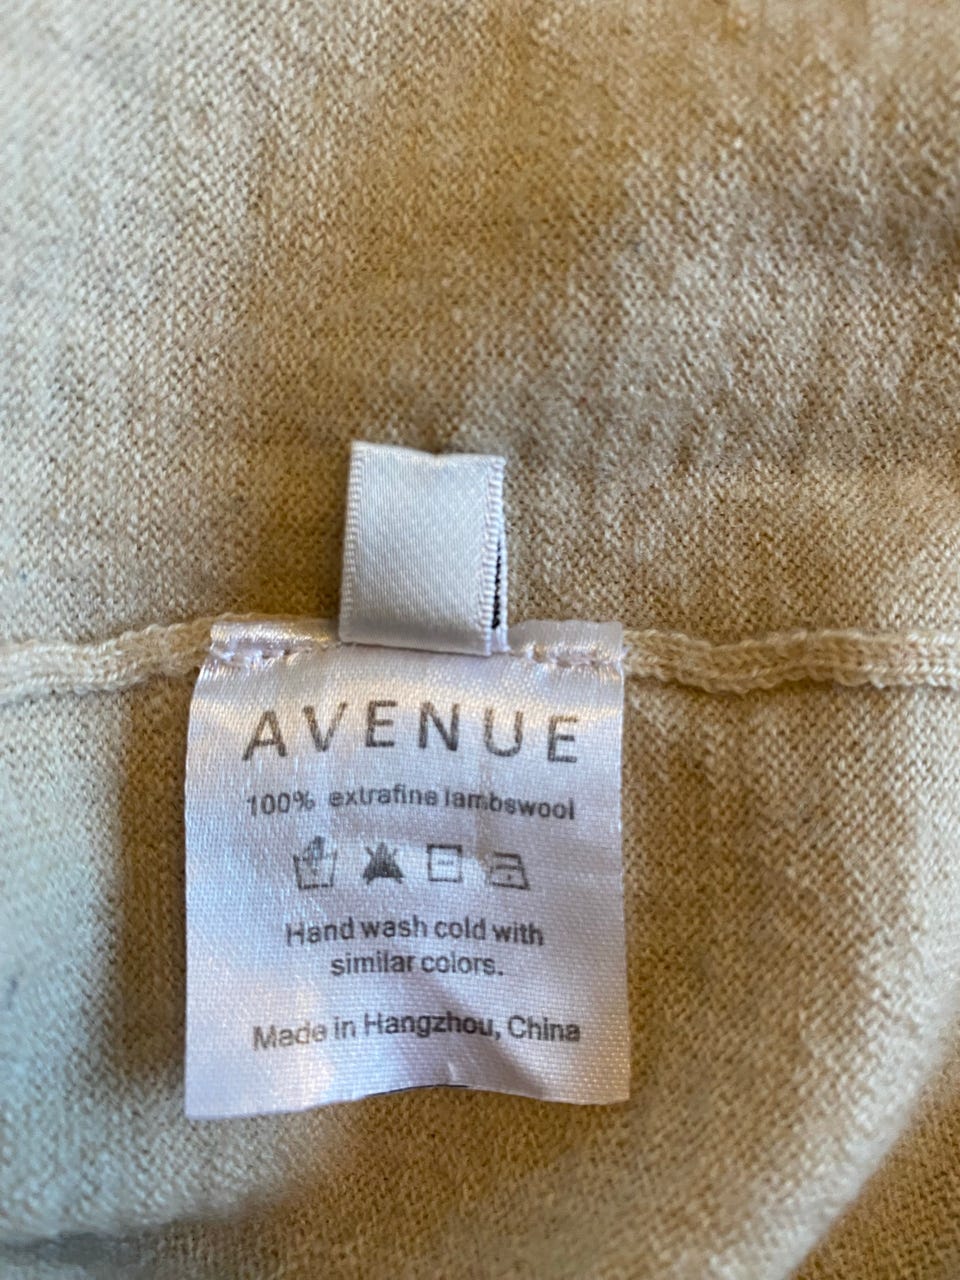 AVENUE
100% extrafine lambswool
Hand wash cold with
similar colors.
Made in Hangzhou, China